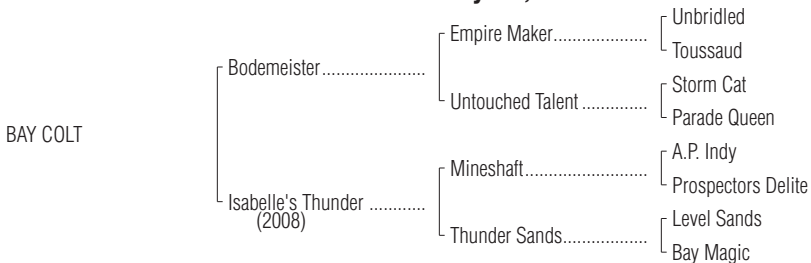 Unbridled
Empire Maker....................
Toussaud
Bodemeister......................
Storm Cat
Untouched Talent ..............
Parade Queen
BAY COLT
A.P. Indy
Mineshaft..........................
Prospectors Delite
Isabelle's Thunder ............
(2008)
Level Sands
Thunder Sands..................
Bay Magic